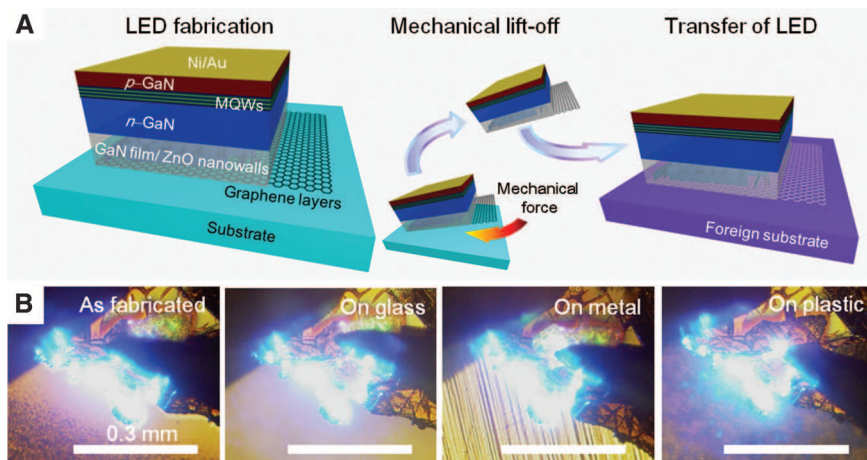 A
LED fabrication
Mechanical lift-off
Transfer of LED
Ni/Au
p-GaN
MQWs
n-GaN
GaN film/ ZnO nanowalls
Graphene layers
Substrate
Mechanical
force
Foreign substrate
B
As fabricated
On glass
On metal
On plastic
0.3 mm